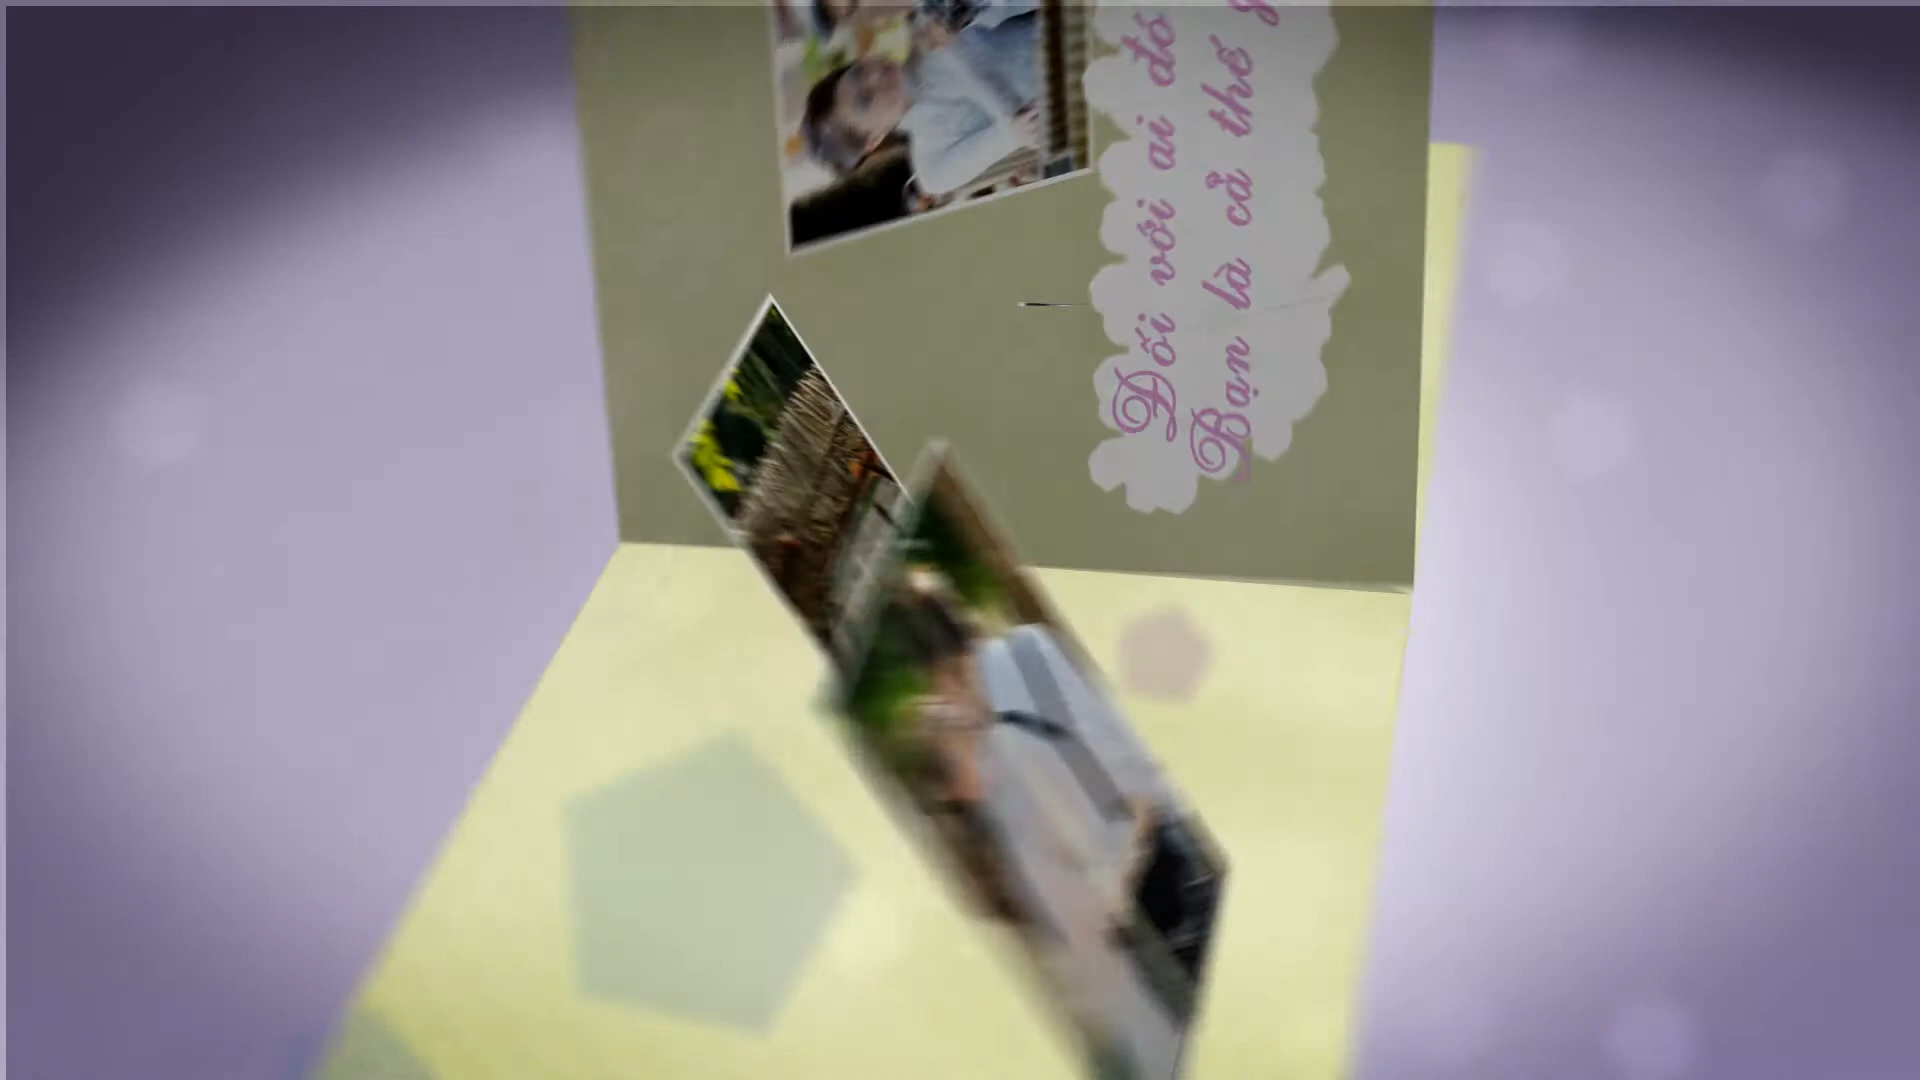 Đối với ai đó
Bạn là cả thế